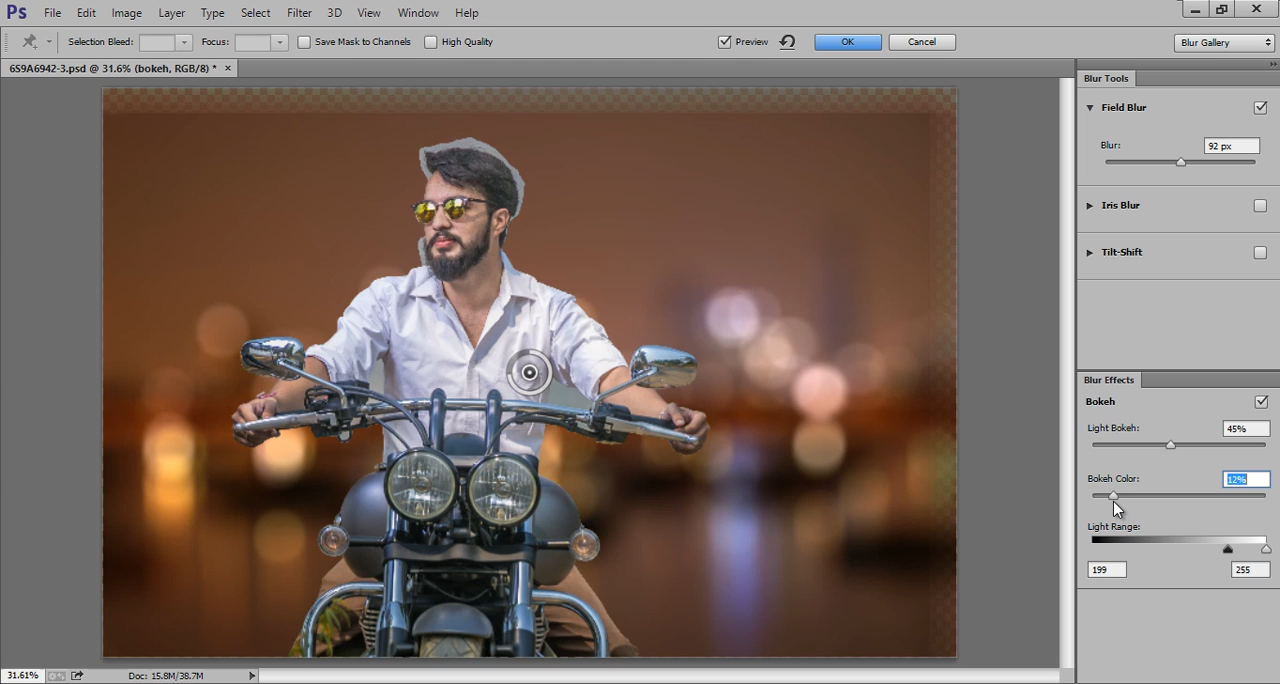 Ps File Edit Image Layer Type Select Filter 3D View Window Help
Selection Bleed: Focus: Save Mask to Channels High Quality Preview OK Cancel Blur Gallery
6S9A6942-3.psd @ 31.6% (bokeh, RGB/8) *
Blur Tools
Field Blur
Blur: 92 px
Iris Blur
Tilt-Shift
Blur Effects
Bokeh
Light Bokeh: 45%
Bokeh Color: 12%
Light Range:
199 255
31.61% Doc: 15.8M/38.7M